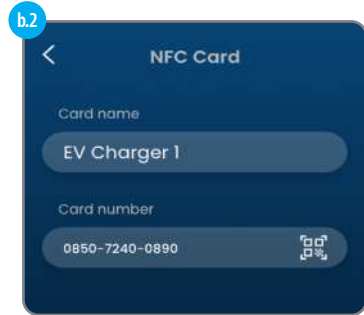 b.2
NFC Card
Card name
EV Charger 1
Card number
0850-7240-0890